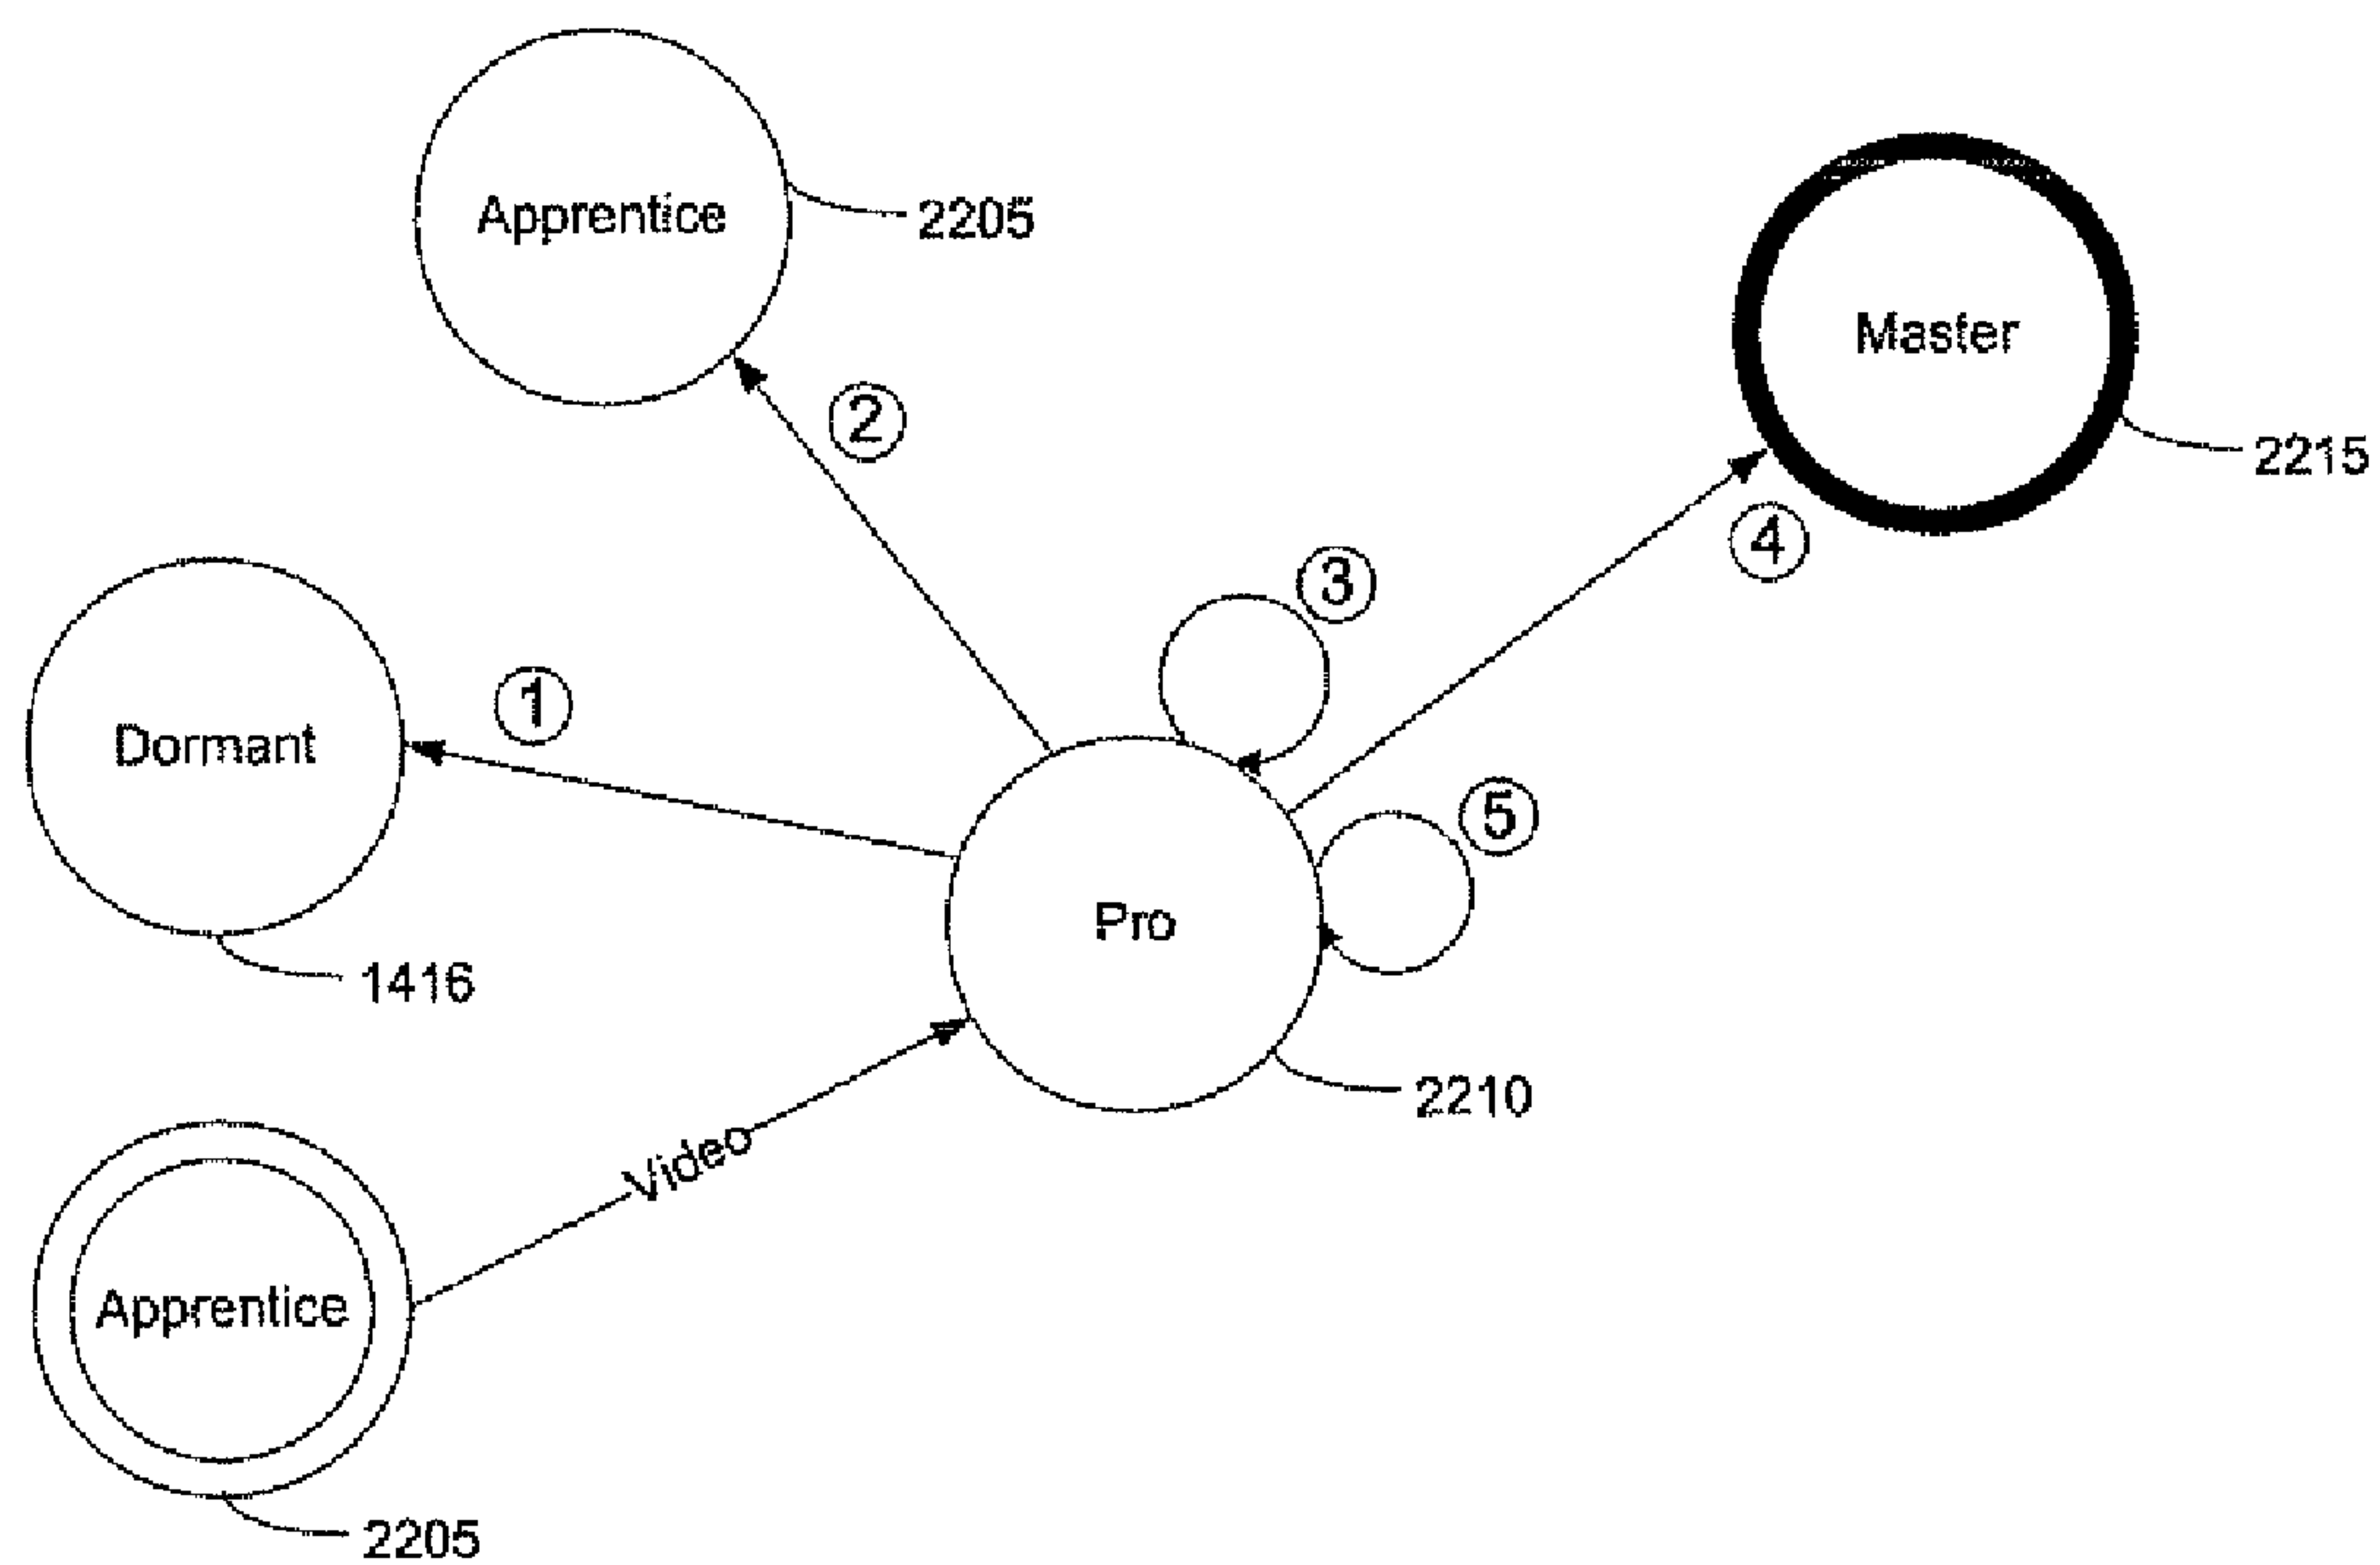 Apprentice
2205
Master
2215
②
④
③
①
Dormant
1416
⑤
Pro
2210
Video
Apprentice
2205